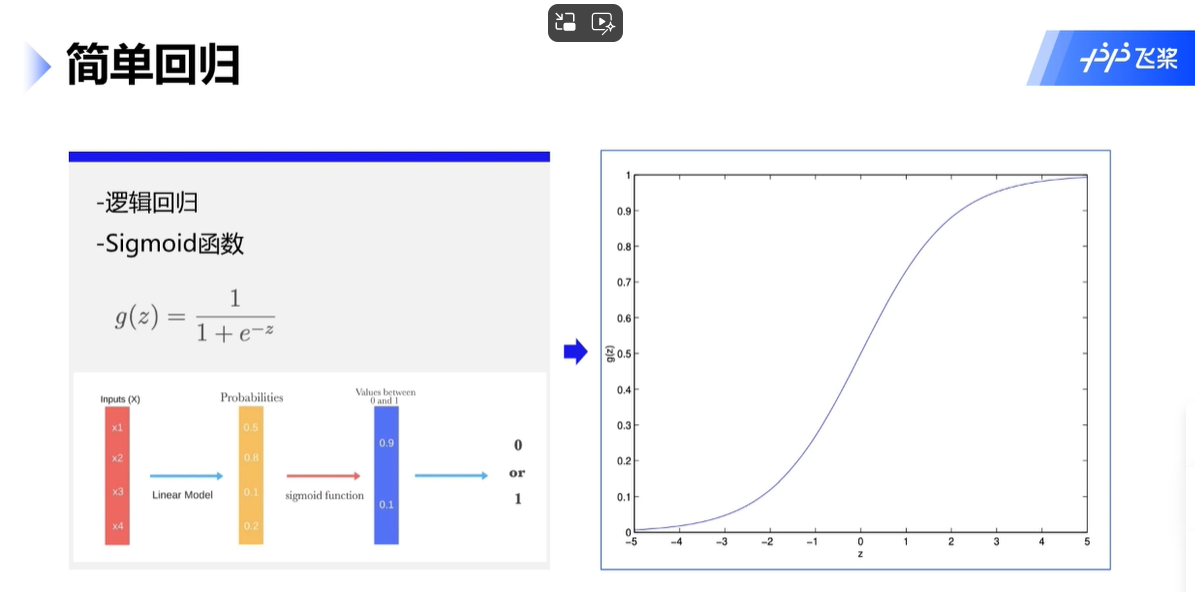 简单回归
飞桨
-逻辑回归
-Sigmoid函数
g(z) = 1 / (1 + e^{-z})
Inputs (X)
x1
x2
x3
x4
Linear Model
Probabilities
0.5
0.8
0.1
0.2
sigmoid function
Values between
0 and 1
0.9
0.1
0
or
1
1
0.9
0.8
0.7
0.6
0.5
0.4
0.3
0.2
0.1
0
g(z)
−5 −4 −3 −2 −1 0 1 2 3 4 5
z